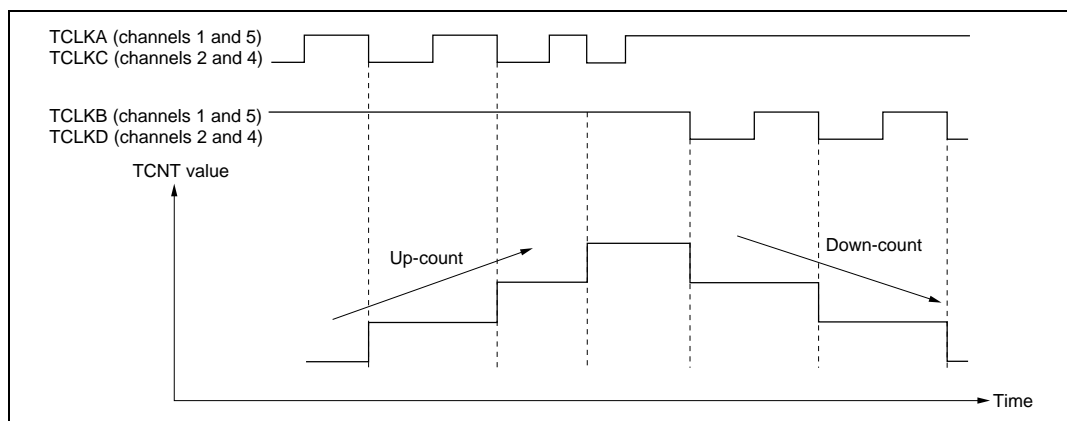 TCLKA (channels 1 and 5)
TCLKC (channels 2 and 4)
TCLKB (channels 1 and 5)
TCLKD (channels 2 and 4)
TCNT value
Up-count
Down-count
Time